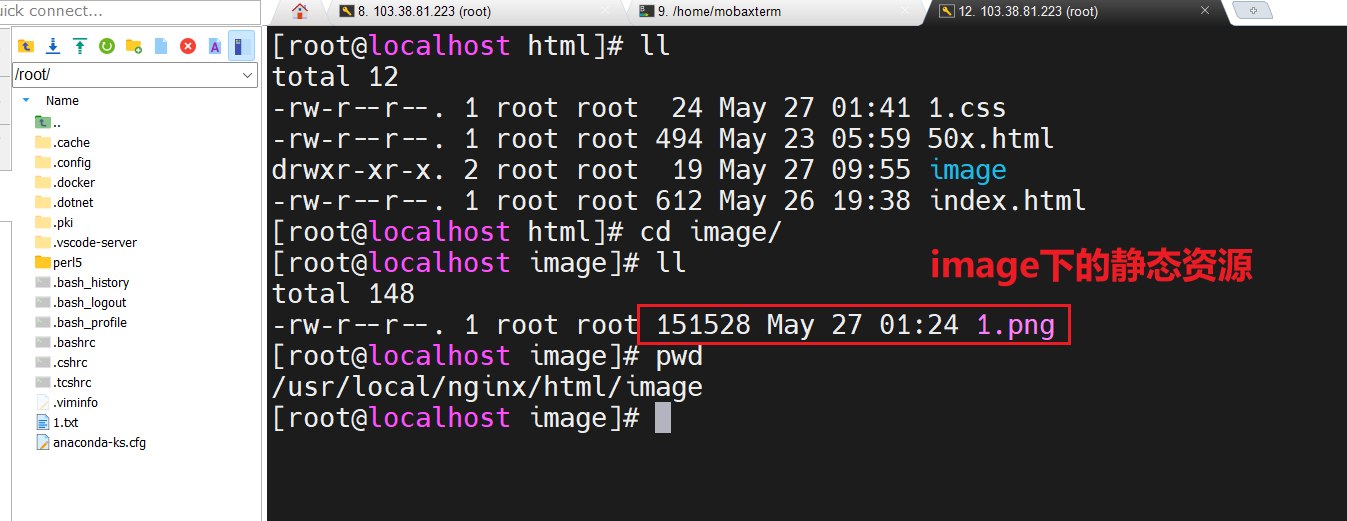 uick connect...
8. 103.38.81.223 (root)
9. /home/mobaxterm
12. 103.38.81.223 (root)
/root/
Name
..
.cache
.config
.docker
.dotnet
.pki
.vscode-server
perl5
.bash_history
.bash_logout
.bash_profile
.bashrc
.cshrc
.tcshrc
.viminfo
1.txt
anaconda-ks.cfg
[root@localhost html]# ll
total 12
-rw-r--r--. 1 root root  24 May 27 01:41 1.css
-rw-r--r--. 1 root root 494 May 23 05:59 50x.html
drwxr-xr-x. 2 root root  19 May 27 09:55 image
-rw-r--r--. 1 root root 612 May 26 19:38 index.html
[root@localhost html]# cd image/
[root@localhost image]# ll
image下的静态资源
total 148
-rw-r--r--. 1 root root 151528 May 27 01:24 1.png
[root@localhost image]# pwd
/usr/local/nginx/html/image
[root@localhost image]#